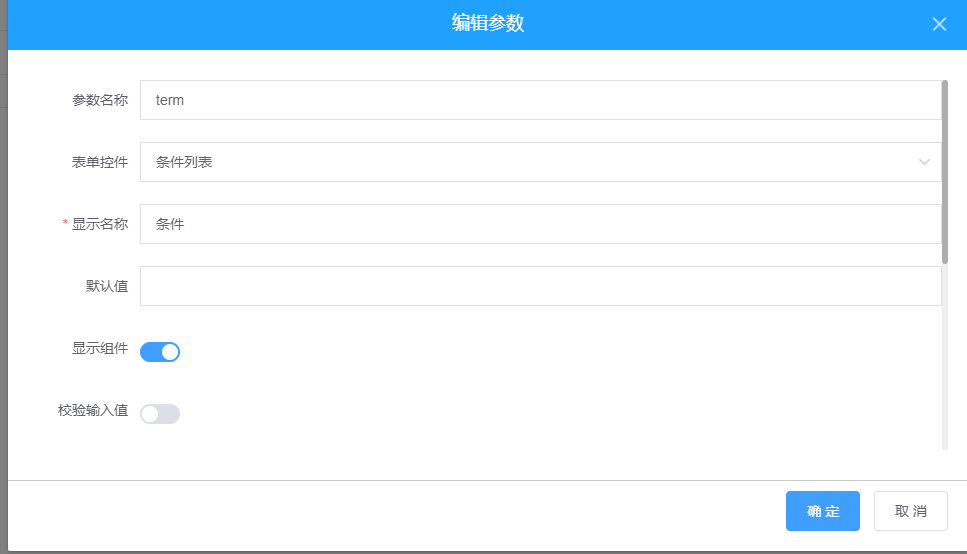 编辑参数
参数名称 term
表单控件 条件列表
* 显示名称 条件
默认值
显示组件
校验输入值
确 定 取 消